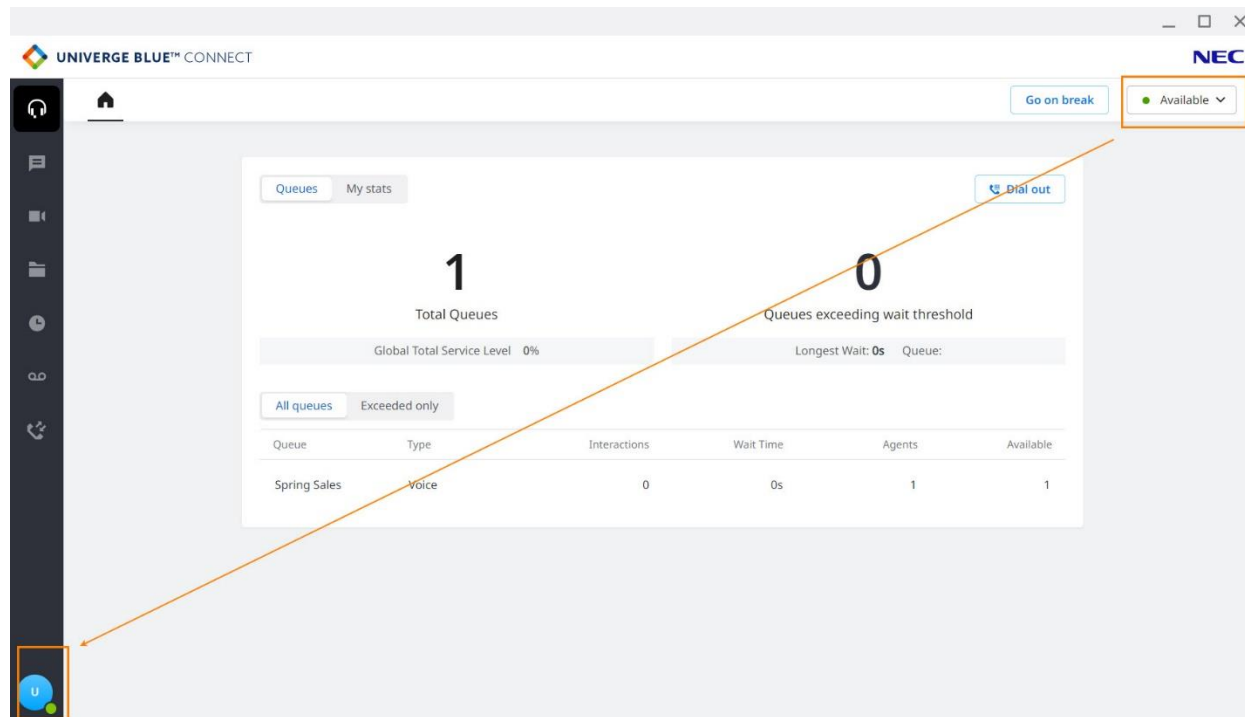 UNIVERGE BLUE™ CONNECT
NEC
Go on break
Available
Queues My stats
Dial out
1 0
Total Queues Queues exceeding wait threshold
Global Total Service Level 0% Longest Wait: 0s Queue:
All queues Exceeded only
Queue Type Interactions Wait Time Agents Available
Spring Sales Voice 0 0s 1 1
U